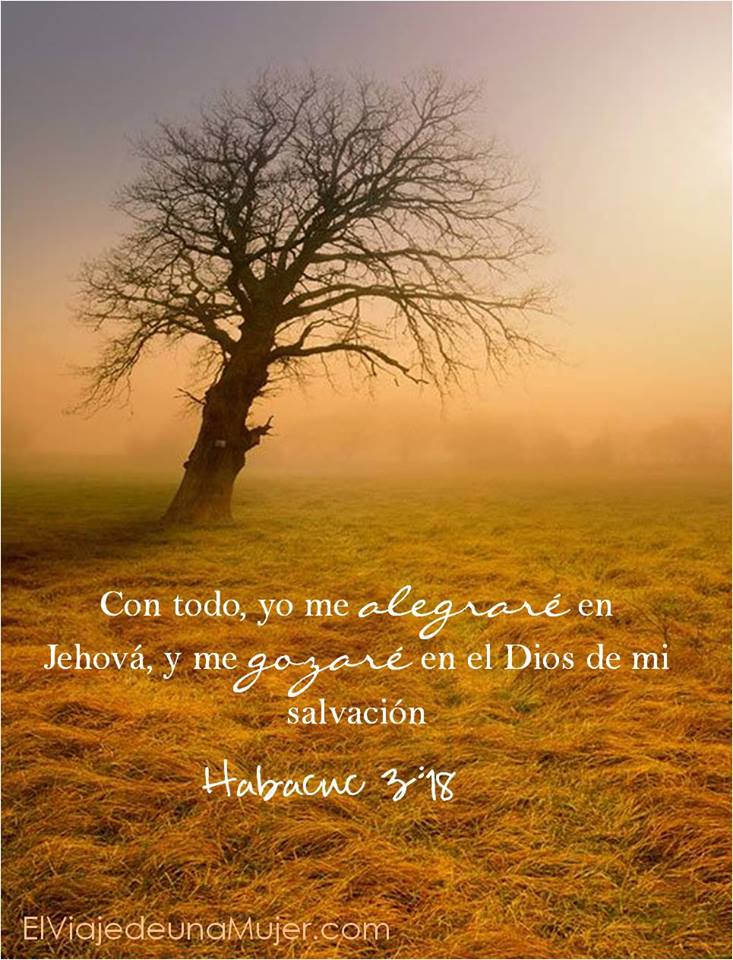 Con todo, yo me alegraré en
Jehová, y me gozaré en el Dios de mi
salvación
Habacuc 3:18
ElViajedeunaMujer.com